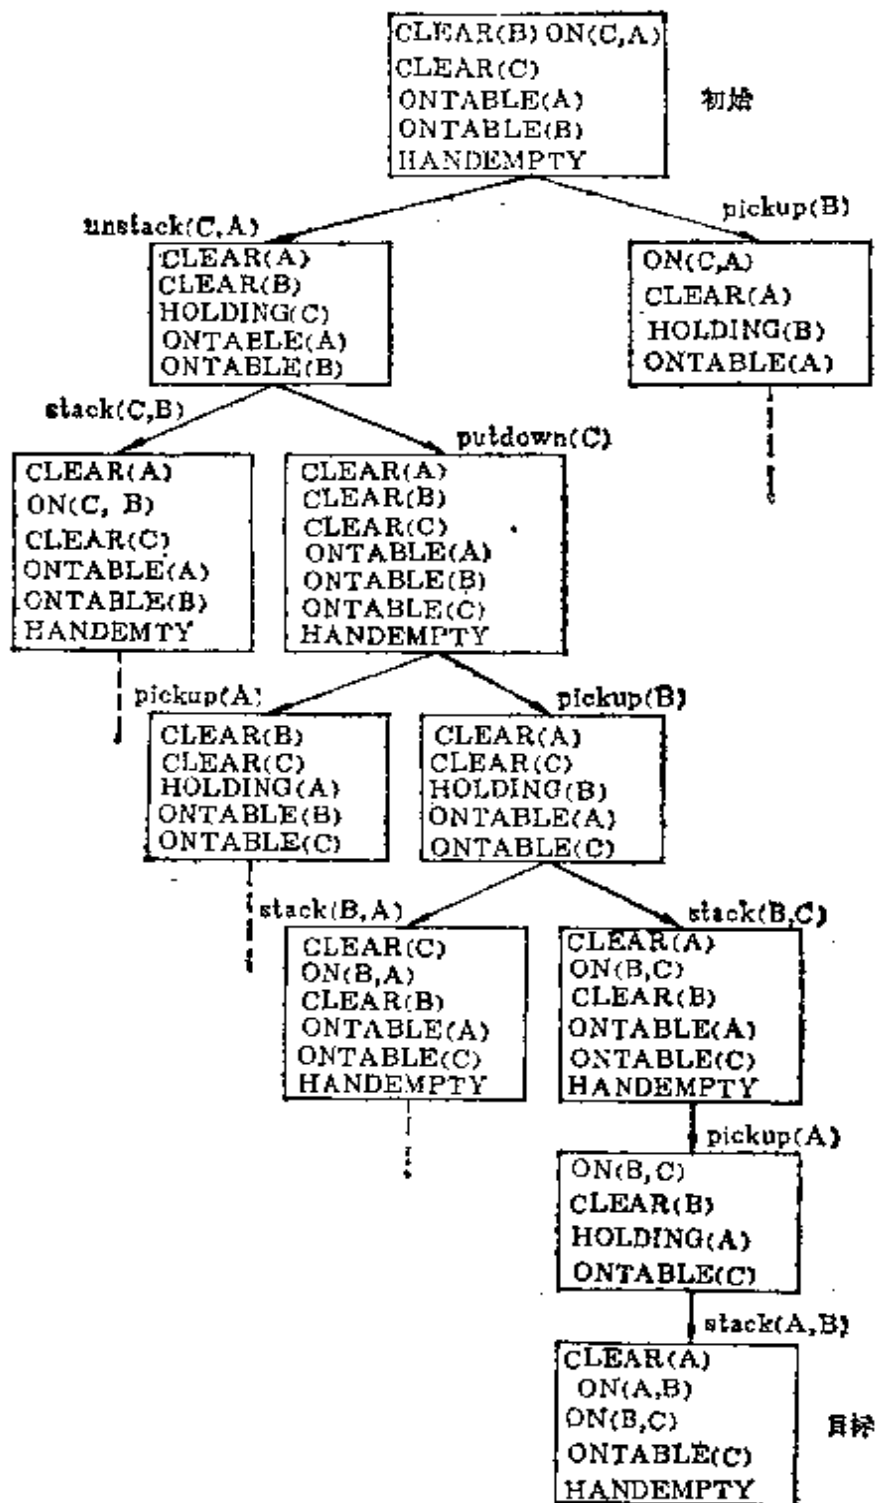 CLEAR(B) ON(C,A)
CLEAR(C)
ONTABLE(A)
ONTABLE(B)
HANDEMPTY
初始
unstack(C,A)
pickup(B)
CLEAR(A)
CLEAR(B)
HOLDING(C)
ONTABLE(A)
ONTABLE(B)
ON(C,A)
CLEAR(A)
HOLDING(B)
ONTABLE(A)
stack(C,B)
putdown(C)
CLEAR(A)
ON(C, B)
CLEAR(C)
ONTABLE(A)
ONTABLE(B)
HANDEMTY
CLEAR(A)
CLEAR(B)
CLEAR(C)
ONTABLE(A)
ONTABLE(B)
ONTABLE(C)
HANDEMPTY
pickup(A)
pickup(B)
CLEAR(B)
CLEAR(C)
HOLDING(A)
ONTABLE(B)
ONTABLE(C)
CLEAR(A)
CLEAR(C)
HOLDING(B)
ONTABLE(A)
ONTABLE(C)
stack(B,A)
stack(B,C)
CLEAR(C)
ON(B,A)
CLEAR(B)
ONTABLE(A)
ONTABLE(C)
HANDEMPTY
CLEAR(A)
ON(B,C)
CLEAR(B)
ONTABLE(A)
ONTABLE(C)
HANDEMPTY
pickup(A)
ON(B,C)
CLEAR(B)
HOLDING(A)
ONTABLE(C)
stack(A,B)
CLEAR(A)
ON(A,B)
ON(B,C)
ONTABLE(C)
HANDEMPTY
目标